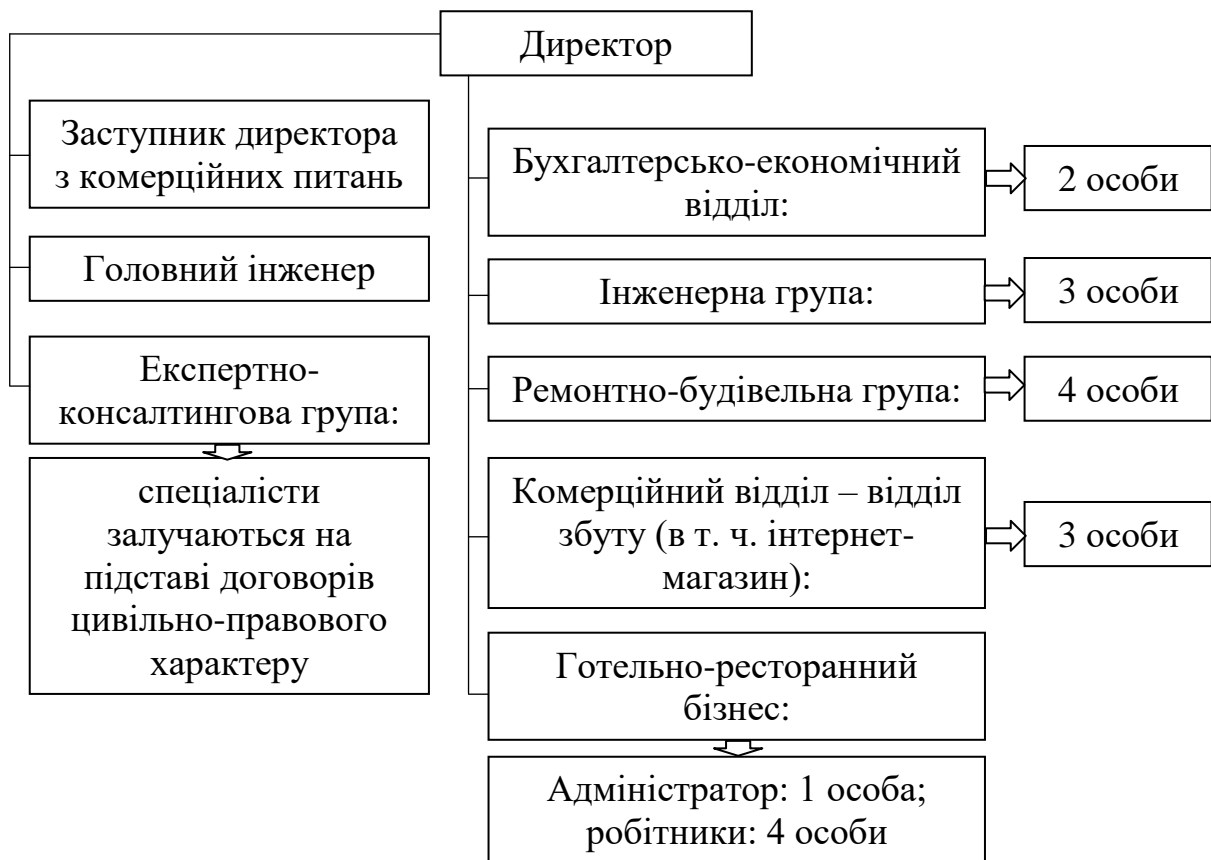 Директор
Заступник директора
з комерційних питань
Головний інженер
Експертно-
консалтингова група:
спеціалісти
залучаються на
підставі договорів
цивільно-правового
характеру
Бухгалтерсько-економічний
відділ:
2 особи
Інженерна група:
3 особи
Ремонтно-будівельна група:
4 особи
Комерційний відділ – відділ
збуту (в т. ч. інтернет-
магазин):
3 особи
Готельно-ресторанний
бізнес:
Адміністратор: 1 особа;
робітники: 4 особи